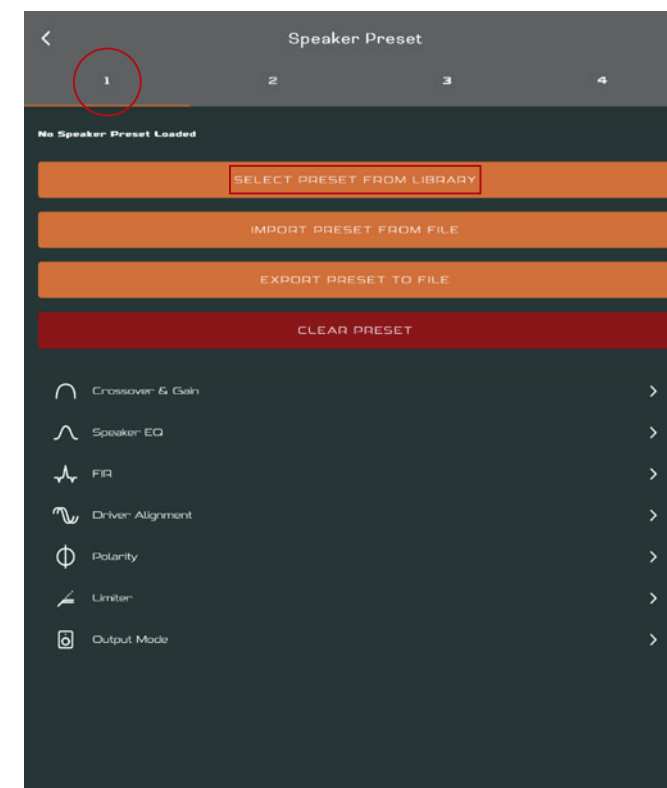 Speaker Preset
1 2 3 4
No Speaker Preset Loaded
SELECT PRESET FROM LIBRARY
IMPORT PRESET FROM FILE
EXPORT PRESET TO FILE
CLEAR PRESET
Crossover & Gain
Speaker EQ
FIR
Driver Alignment
Polarity
Limiter
Output Mode